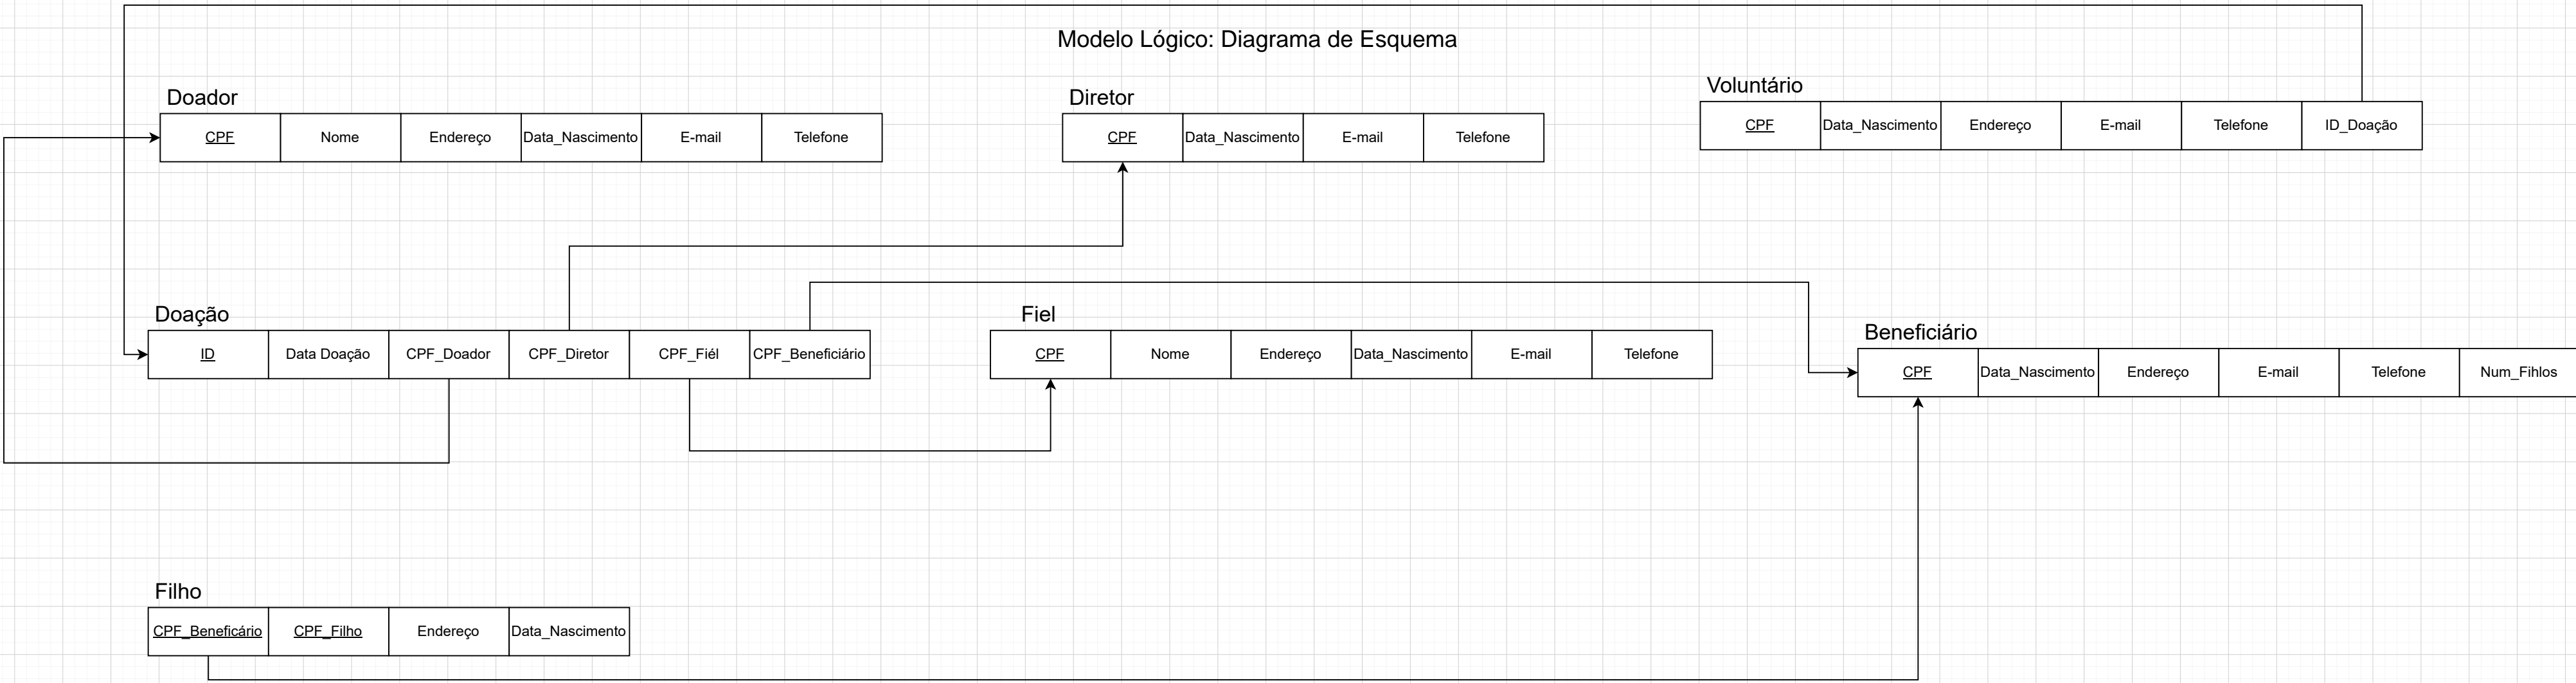 Modelo Lógico: Diagrama de Esquema
Doador
CPF Nome Endereço Data_Nascimento E-mail Telefone
Diretor
CPF Data_Nascimento E-mail Telefone
Voluntário
CPF Data_Nascimento Endereço E-mail Telefone ID_Doação
Doação
ID Data Doação CPF_Doador CPF_Diretor CPF_Fiél CPF_Beneficiário
Fiel
CPF Nome Endereço Data_Nascimento E-mail Telefone
Beneficiário
CPF Data_Nascimento Endereço E-mail Telefone Num_Fihlos
Filho
CPF_Beneficário CPF_Filho Endereço Data_Nascimento